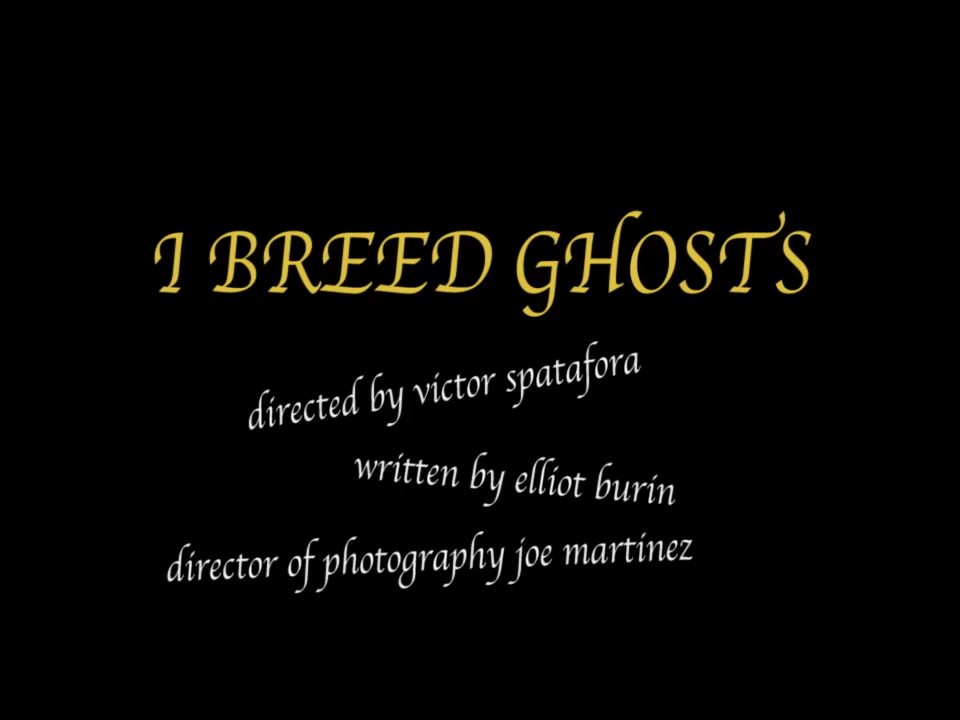 I BREED GHOSTS
directed by victor spatafora
written by elliot burin
director of photography joe martinez